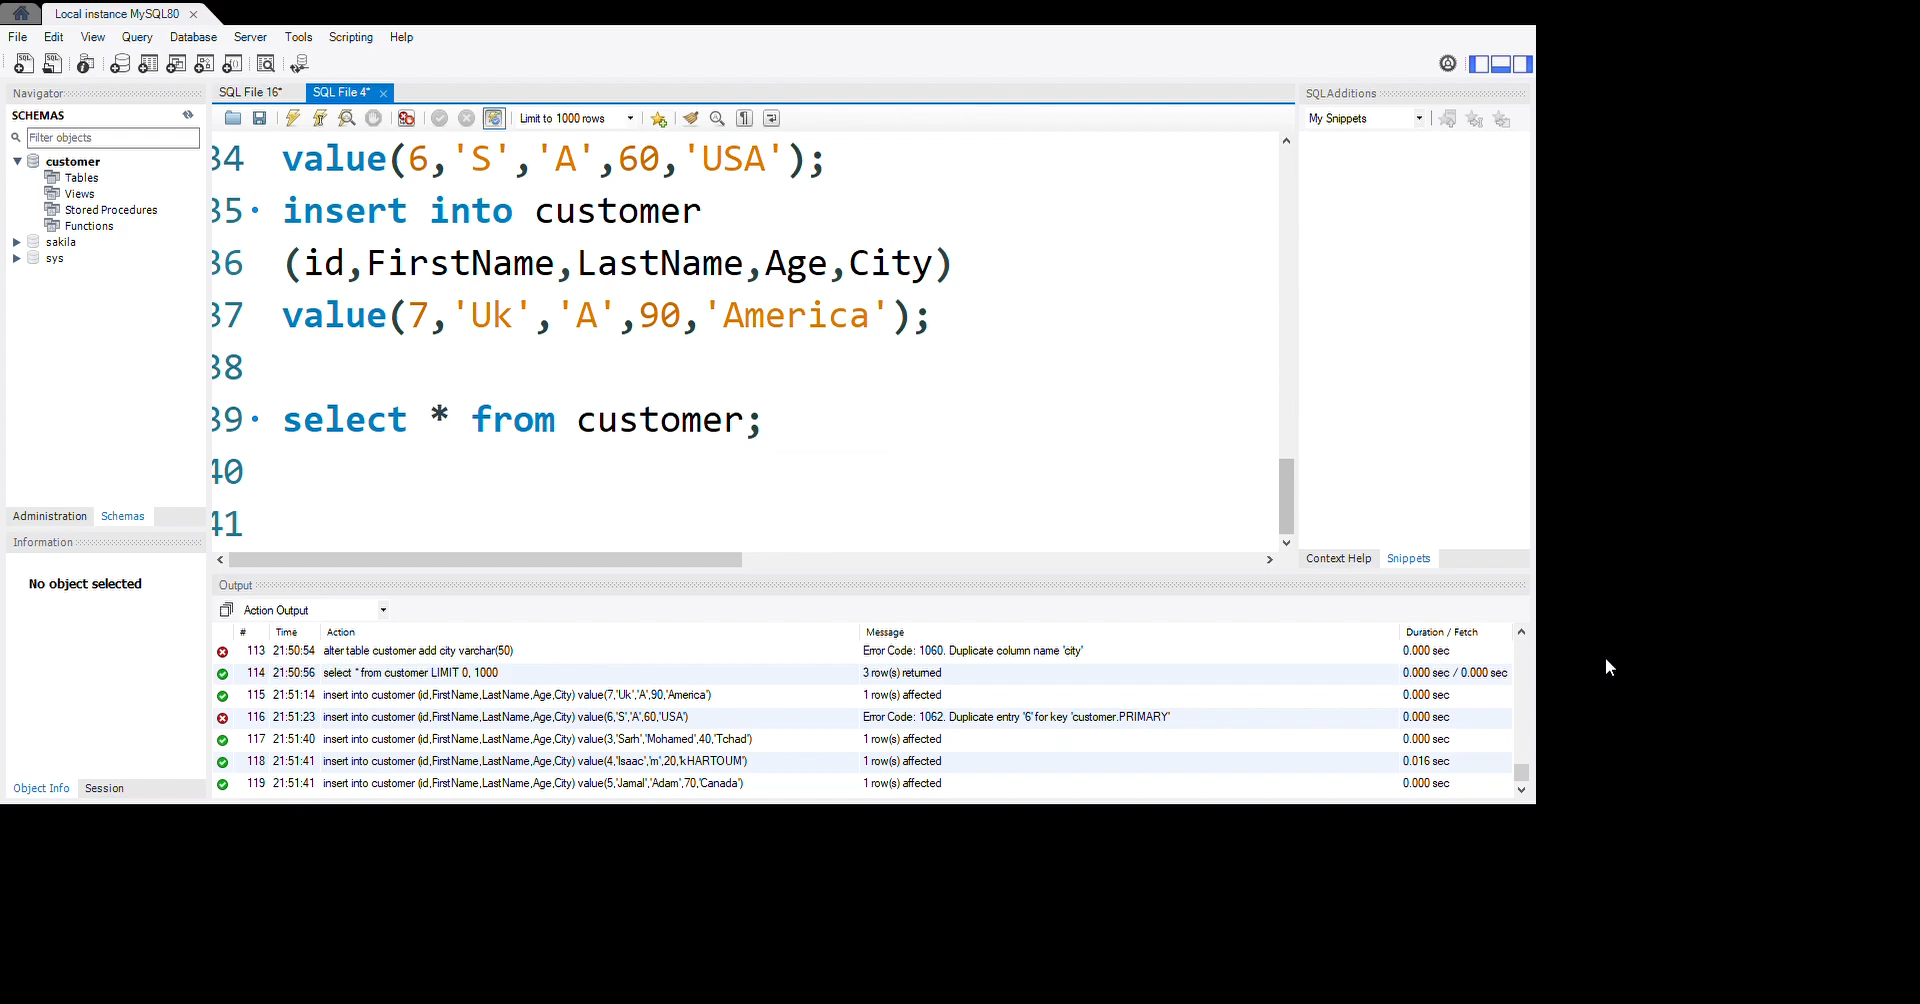 Local instance MySQL80
File Edit View Query Database Server Tools Scripting Help
Navigator
SCHEMAS
Filter objects
customer
Tables
Views
Stored Procedures
Functions
sakila
sys
Administration Schemas
Information
No object selected
Object Info Session
SQL File 16* SQL File 4*
Limit to 1000 rows
34 value(6,'S','A',60,'USA');
35 insert into customer
36 (id,FirstName,LastName,Age,City)
37 value(7,'Uk','A',90,'America');
38
39 select * from customer;
40
41
SQLAdditions
My Snippets
Context Help Snippets
Output
Action Output
# Time Action Message Duration / Fetch
113 21:50:54 alter table customer add city varchar(50) Error Code: 1060. Duplicate column name 'city' 0.000 sec
114 21:50:56 select * from customer LIMIT 0, 1000 3 row(s) returned 0.000 sec / 0.000 sec
115 21:51:14 insert into customer (id,FirstName,LastName,Age,City) value(7,'Uk','A',90,'America') 1 row(s) affected 0.000 sec
116 21:51:23 insert into customer (id,FirstName,LastName,Age,City) value(6,'S','A',60,'USA') Error Code: 1062. Duplicate entry '6' for key 'customer.PRIMARY' 0.000 sec
117 21:51:40 insert into customer (id,FirstName,LastName,Age,City) value(3,'Sarh','Mohamed',40,'Tchad') 1 row(s) affected 0.000 sec
118 21:51:41 insert into customer (id,FirstName,LastName,Age,City) value(4,'Isaac','m',20,'kHARTOUM') 1 row(s) affected 0.016 sec
119 21:51:41 insert into customer (id,FirstName,LastName,Age,City) value(5,'Jamal','Adam',70,'Canada') 1 row(s) affected 0.000 sec